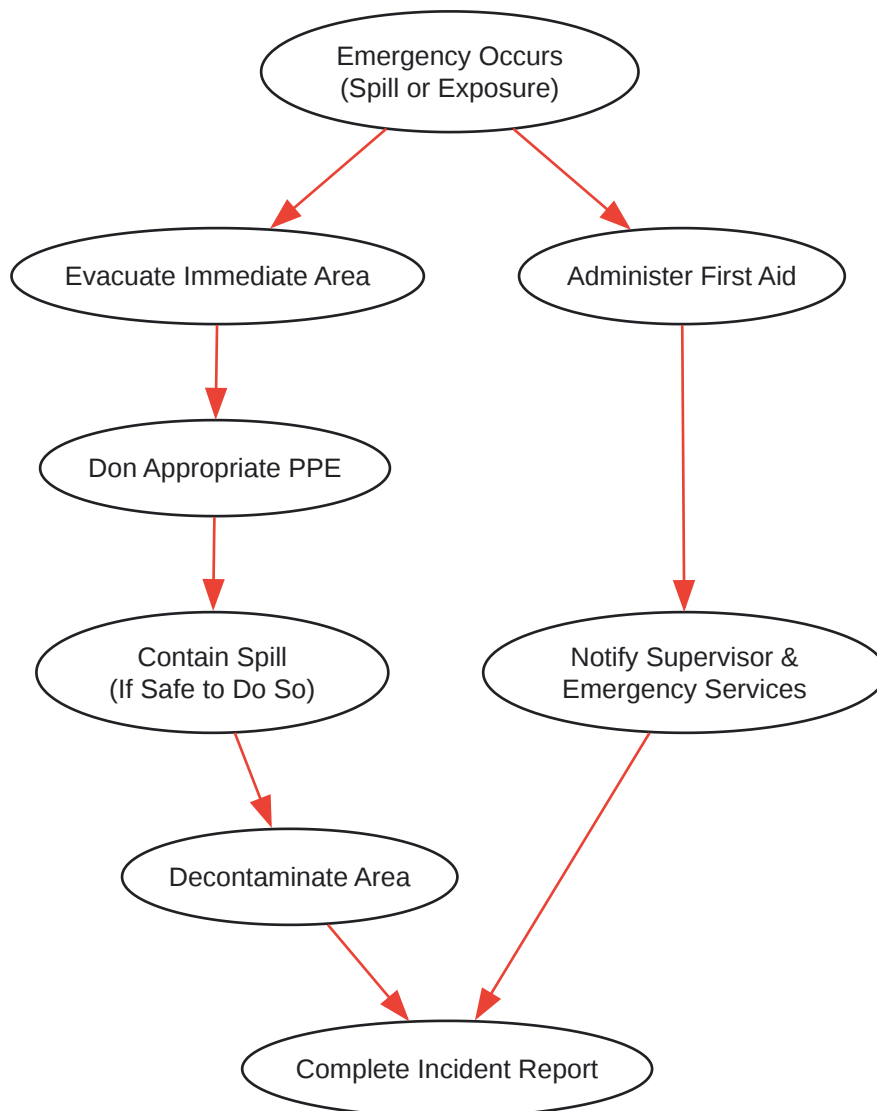 Emergency Occurs
(Spill or Exposure)
Evacuate Immediate Area
Administer First Aid
Don Appropriate PPE
Contain Spill
(If Safe to Do So)
Notify Supervisor &
Emergency Services
Decontaminate Area
Complete Incident Report